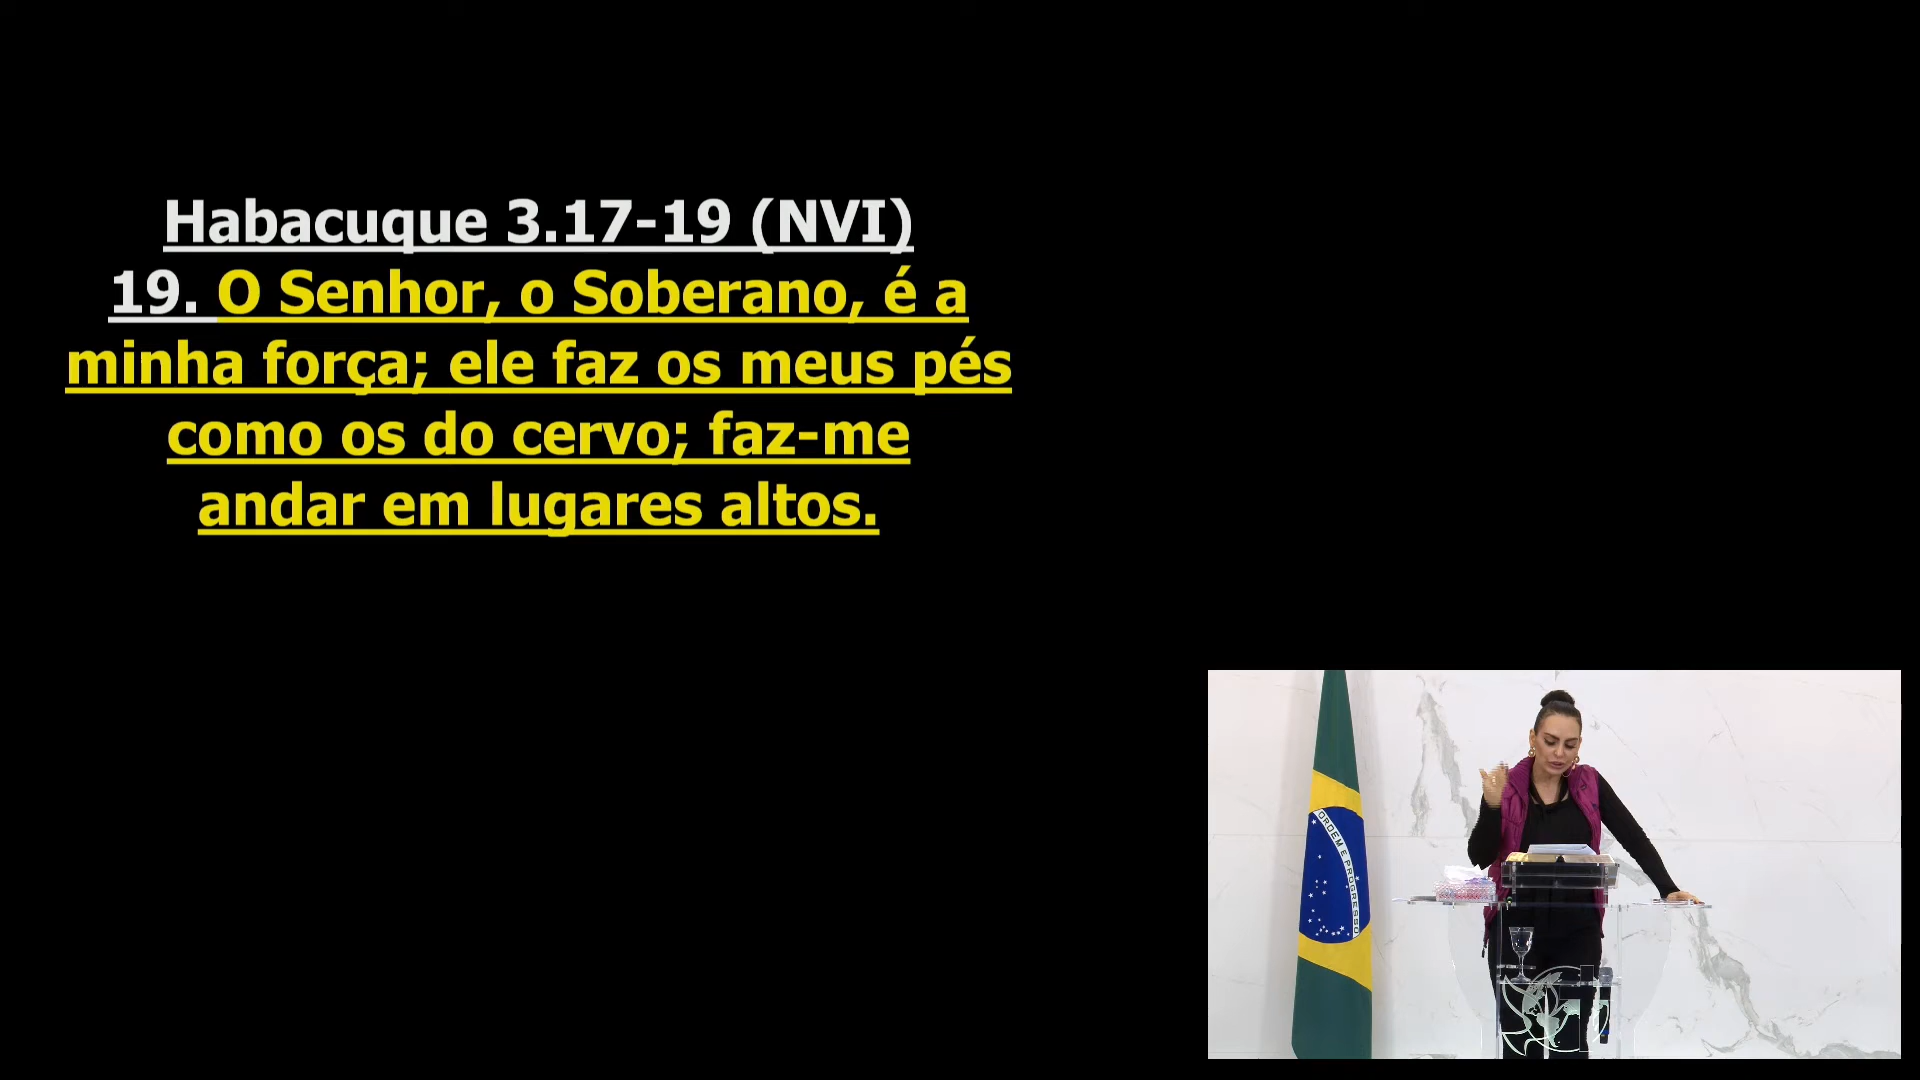 Habacuque 3.17-19 (NVI)
19. O Senhor, o Soberano, é a
minha força; ele faz os meus pés
como os do cervo; faz-me
andar em lugares altos.
ORDEM E PROGRESSO